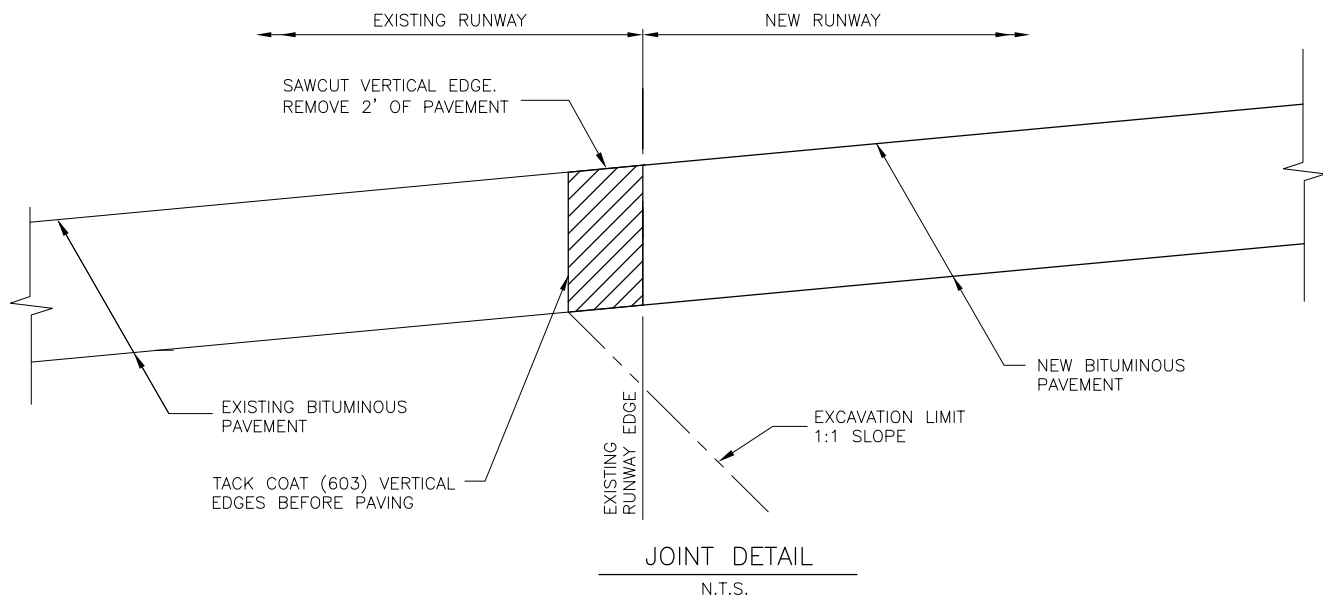 EXISTING RUNWAY
NEW RUNWAY
SAWCUT VERTICAL EDGE.
REMOVE 2' OF PAVEMENT
NEW BITUMINOUS
PAVEMENT
EXISTING BITUMINOUS
PAVEMENT
EXCAVATION LIMIT
1:1 SLOPE
TACK COAT (603) VERTICAL
EDGES BEFORE PAVING
EXISTING
RUNWAY EDGE
JOINT DETAIL
N.T.S.